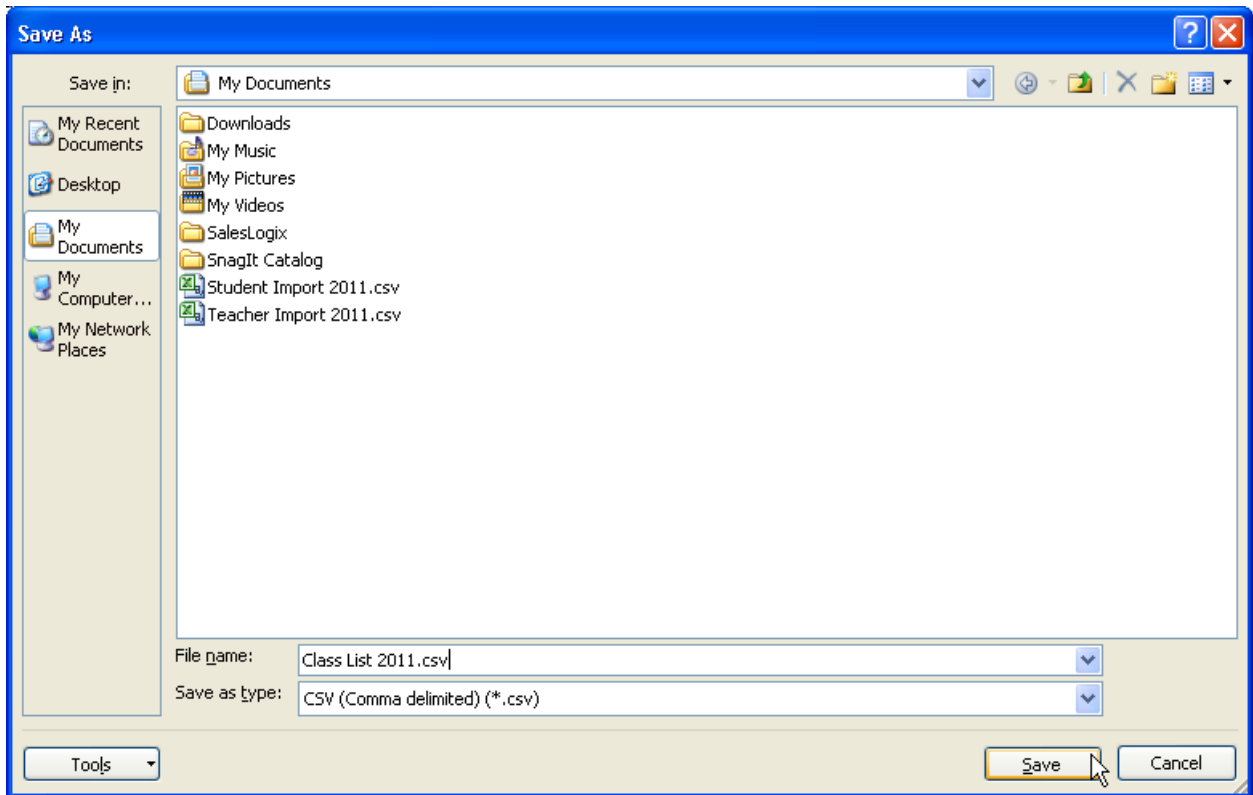 Save As
Save in:
My Documents
My Recent
Documents
Desktop
My
Documents
My
Computer...
My Network
Places
Downloads
My Music
My Pictures
My Videos
SalesLogix
SnagIt Catalog
Student Import 2011.csv
Teacher Import 2011.csv
File name:
Class List 2011.csv
Save as type:
CSV (Comma delimited) (*.csv)
Tools
Save
Cancel